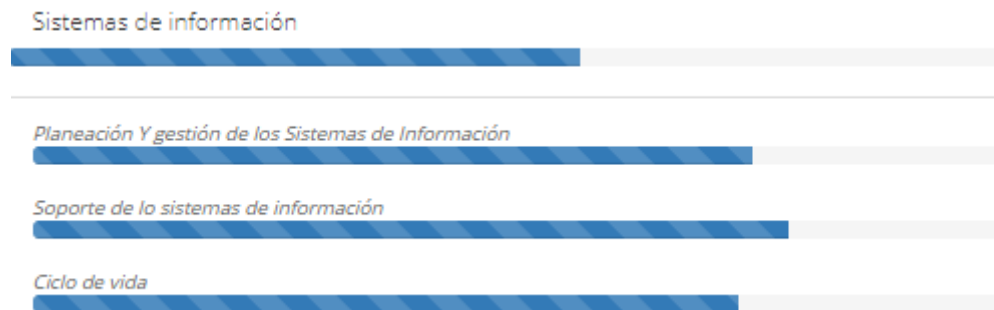 Sistemas de información
Planeación Y gestión de los Sistemas de Información
Soporte de lo sistemas de información
Ciclo de vida